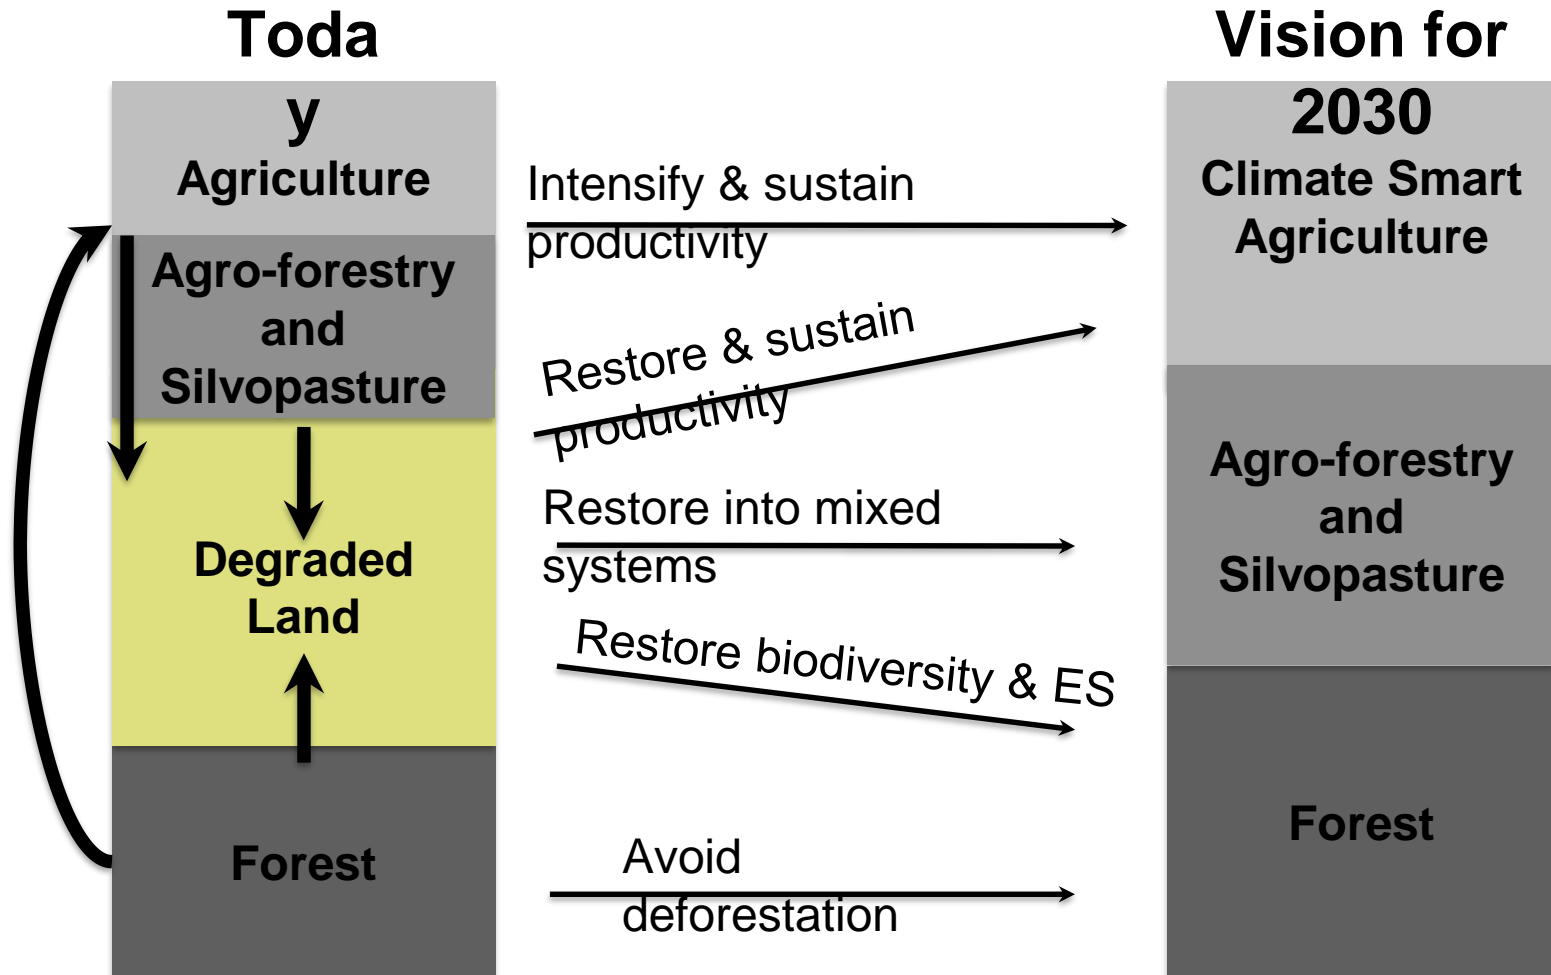 Toda
y
Agriculture
Agro-forestry
and
Silvopasture
Degraded
Land
Forest
Intensify & sustain
productivity
Restore & sustain
productivity
Restore into mixed
systems
Restore biodiversity & ES
Avoid
deforestation
Vision for
2030
Climate Smart
Agriculture
Agro-forestry
and
Silvopasture
Forest